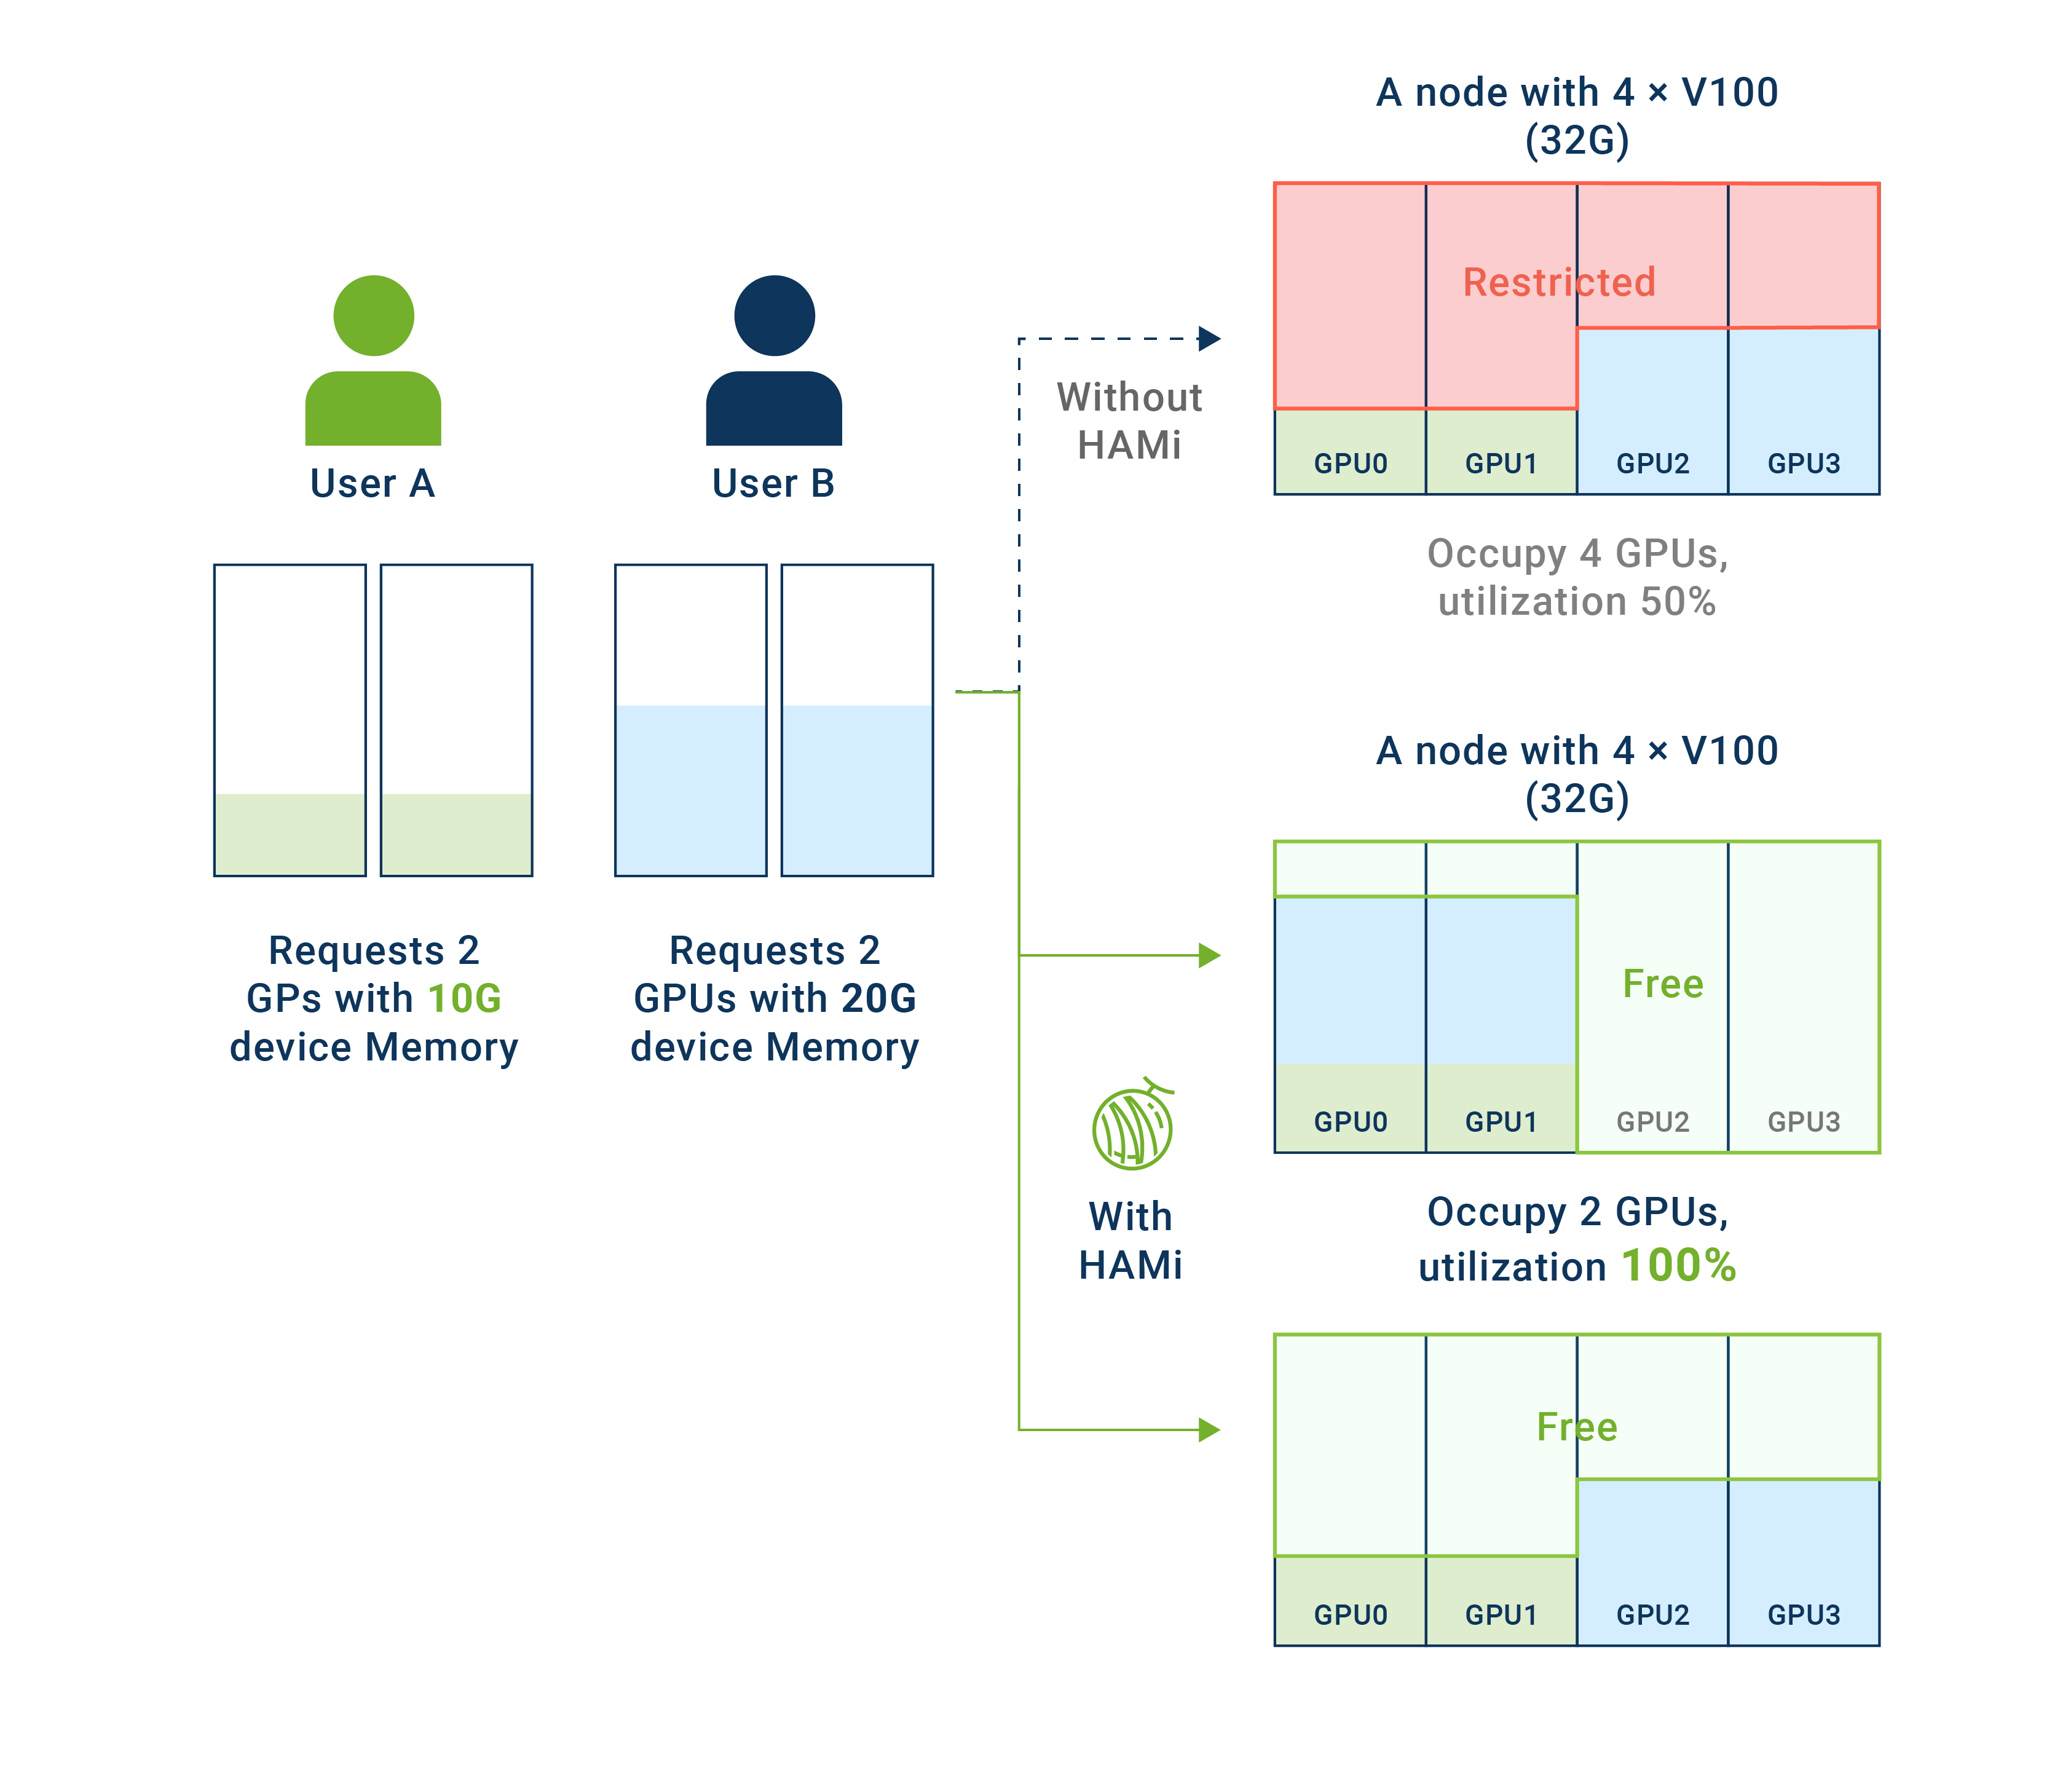 User A
Requests 2
GPs with 10G
device Memory
User B
Requests 2
GPUs with 20G
device Memory
Without
HAMi
A node with 4 × V100
(32G)
Restricted
GPU0
GPU1
GPU2
GPU3
Occupy 4 GPUs,
utilization 50%
With
HAMi
A node with 4 × V100
(32G)
Free
GPU0
GPU1
GPU2
GPU3
Occupy 2 GPUs,
utilization 100%
Free
GPU0
GPU1
GPU2
GPU3